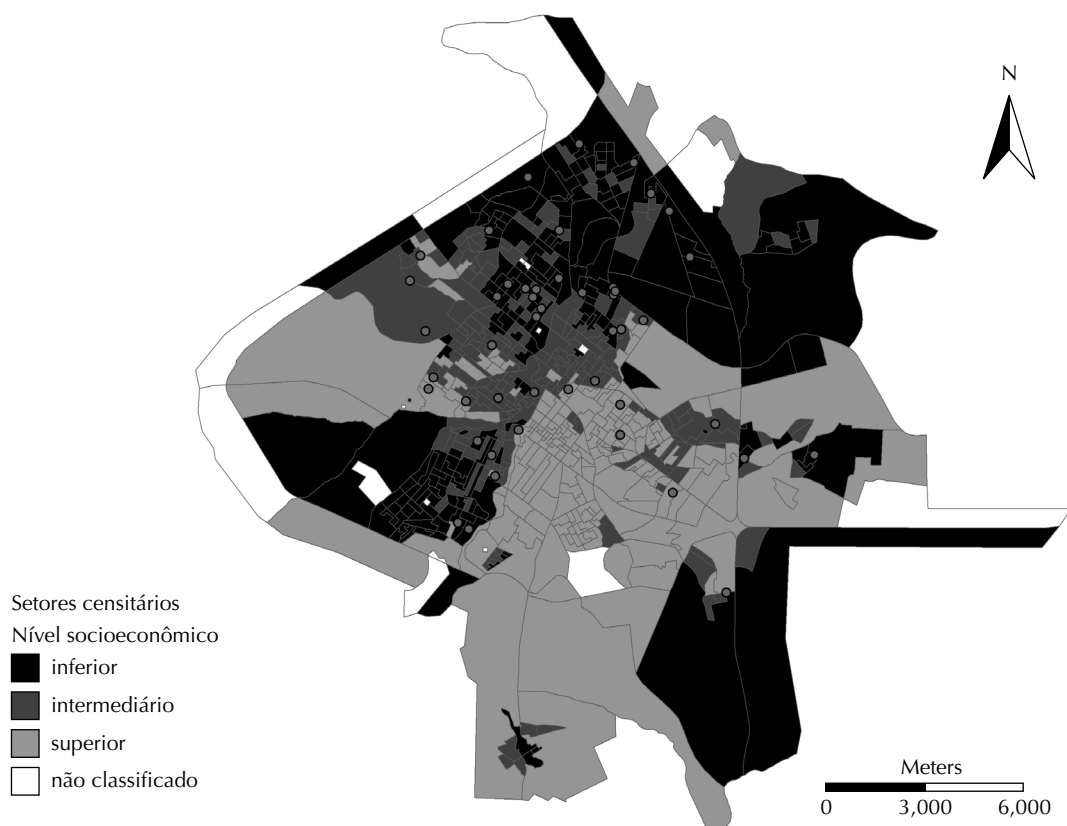 N
Setores censitários
Nível socioeconômico
inferior
intermediário
superior
não classificado
Meters
0 3,000 6,000